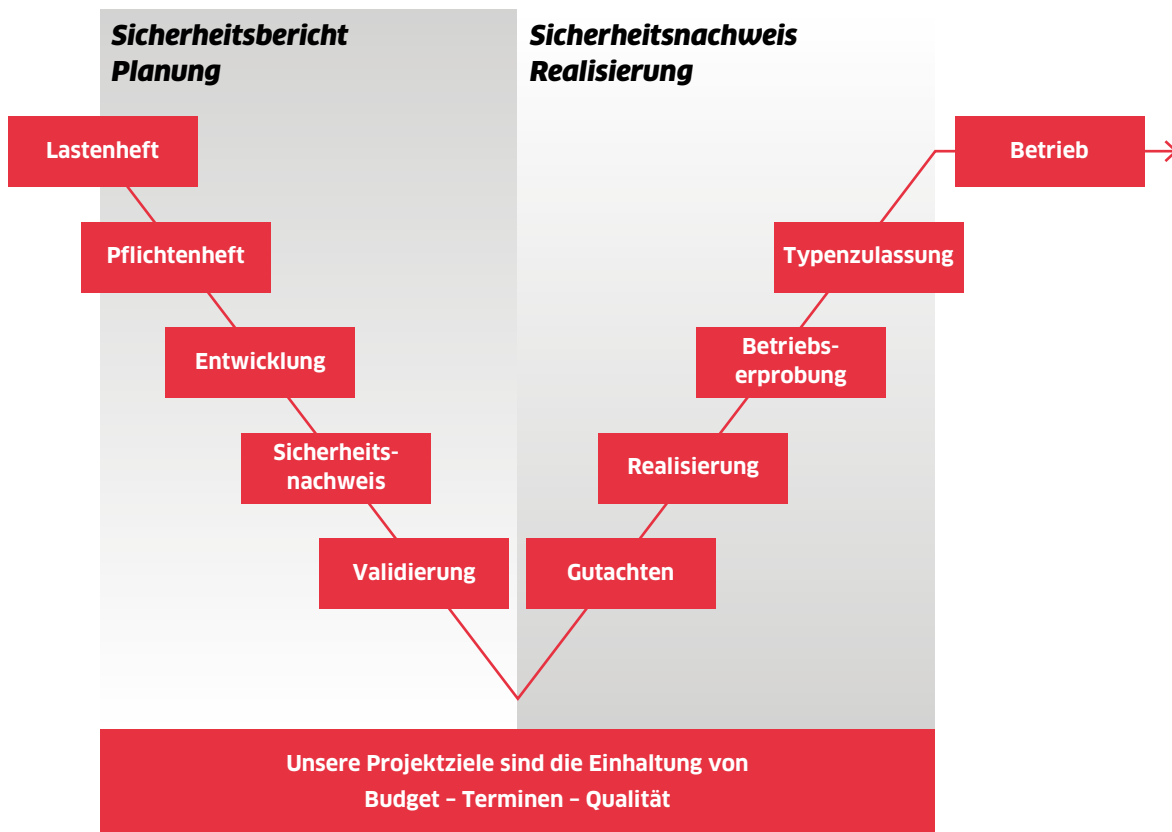 Sicherheitsbericht
Planung
Sicherheitsnachweis
Realisierung
Lastenheft
Betrieb
Pflichtenheft
Typenzulassung
Entwicklung
Betriebs-
erprobung
Sicherheits-
nachweis
Realisierung
Validierung
Gutachten
Unsere Projektziele sind die Einhaltung von
Budget – Terminen – Qualität